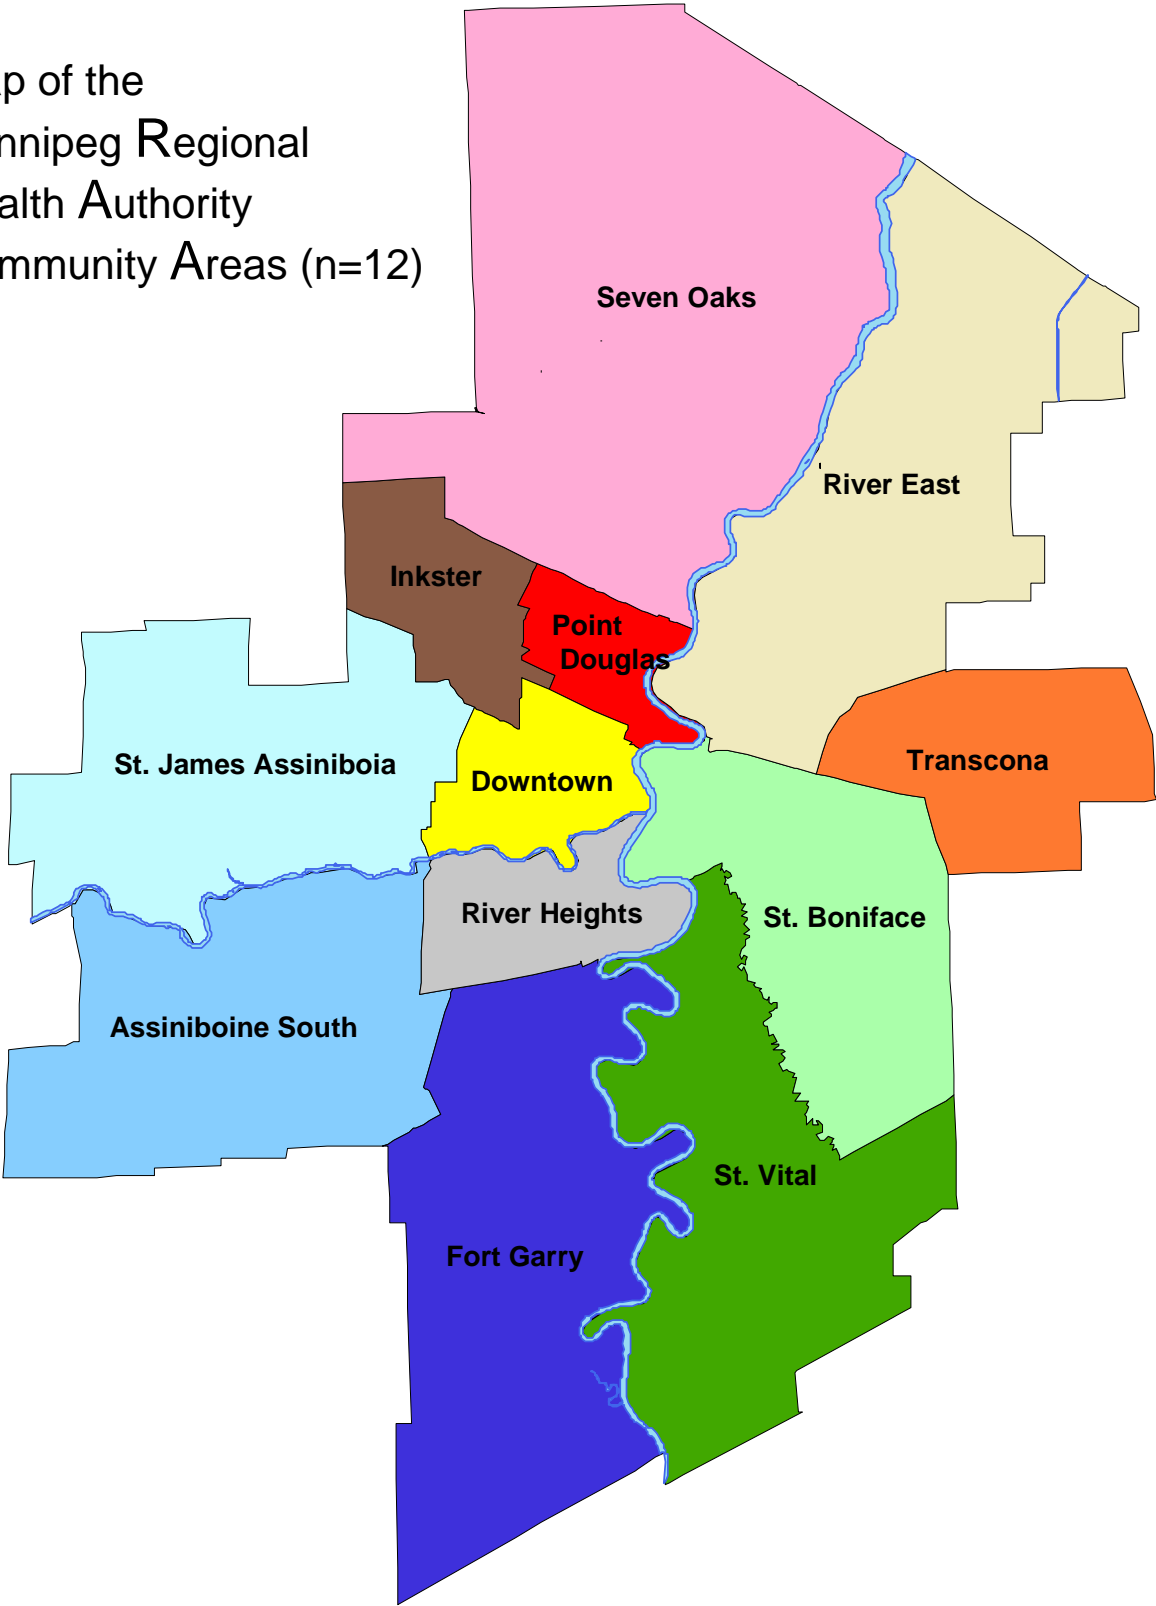 ap of the
nnipeg Regional
alth Authority
mmunity Areas (n=12)
Seven Oaks
River East
Inkster
Point
Douglas
St. James Assiniboia
Downtown
Transcona
River Heights
St. Boniface
Assiniboine South
St. Vital
Fort Garry